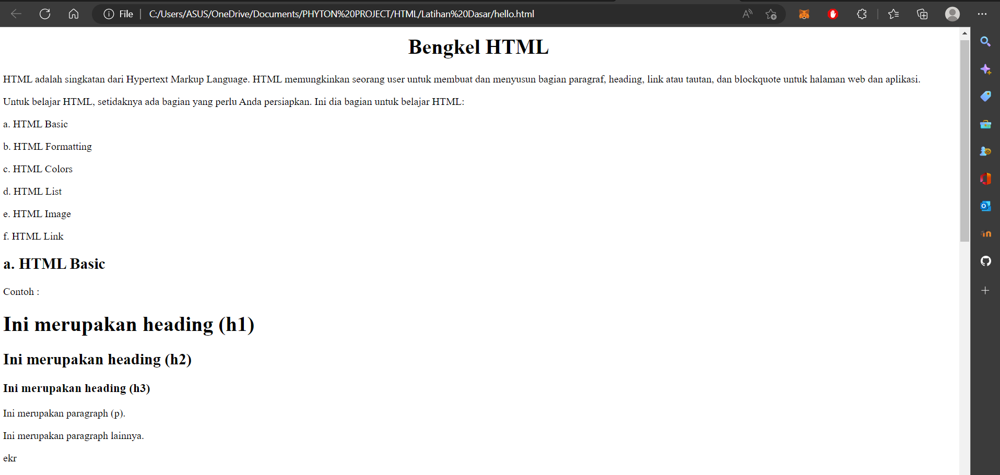 File
C:/Users/ASUS/OneDrive/Documents/PHYTON%20PROJECT/HTML/Latihan%20Dasar/hello.html
Bengkel HTML
HTML adalah singkatan dari Hypertext Markup Language. HTML memungkinkan seorang user untuk membuat dan menyusun bagian paragraf, heading, link atau tautan, dan blockquote untuk halaman web dan aplikasi.
Untuk belajar HTML, setidaknya ada bagian yang perlu Anda persiapkan. Ini dia bagian untuk belajar HTML:
a. HTML Basic
b. HTML Formatting
c. HTML Colors
d. HTML List
e. HTML Image
f. HTML Link
a. HTML Basic
Contoh :
Ini merupakan heading (h1)
Ini merupakan heading (h2)
Ini merupakan heading (h3)
Ini merupakan paragraph (p).
Ini merupakan paragraph lainnya.
ekr